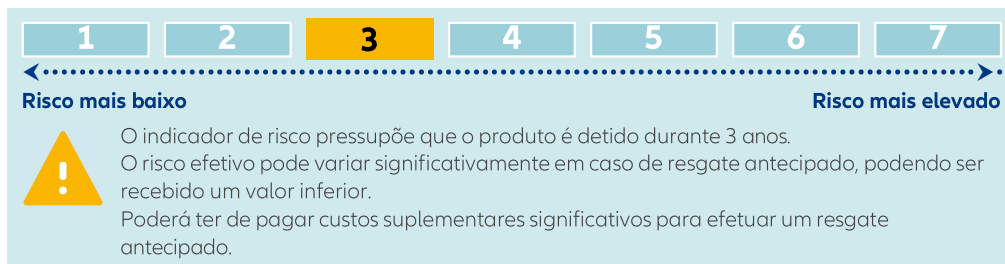 1 2 3 4 5 6 7
Risco mais baixo Risco mais elevado
O indicador de risco pressupõe que o produto é detido durante 3 anos.
O risco efetivo pode variar significativamente em caso de resgate antecipado, podendo ser
recebido um valor inferior.
Poderá ter de pagar custos suplementares significativos para efetuar um resgate
antecipado.